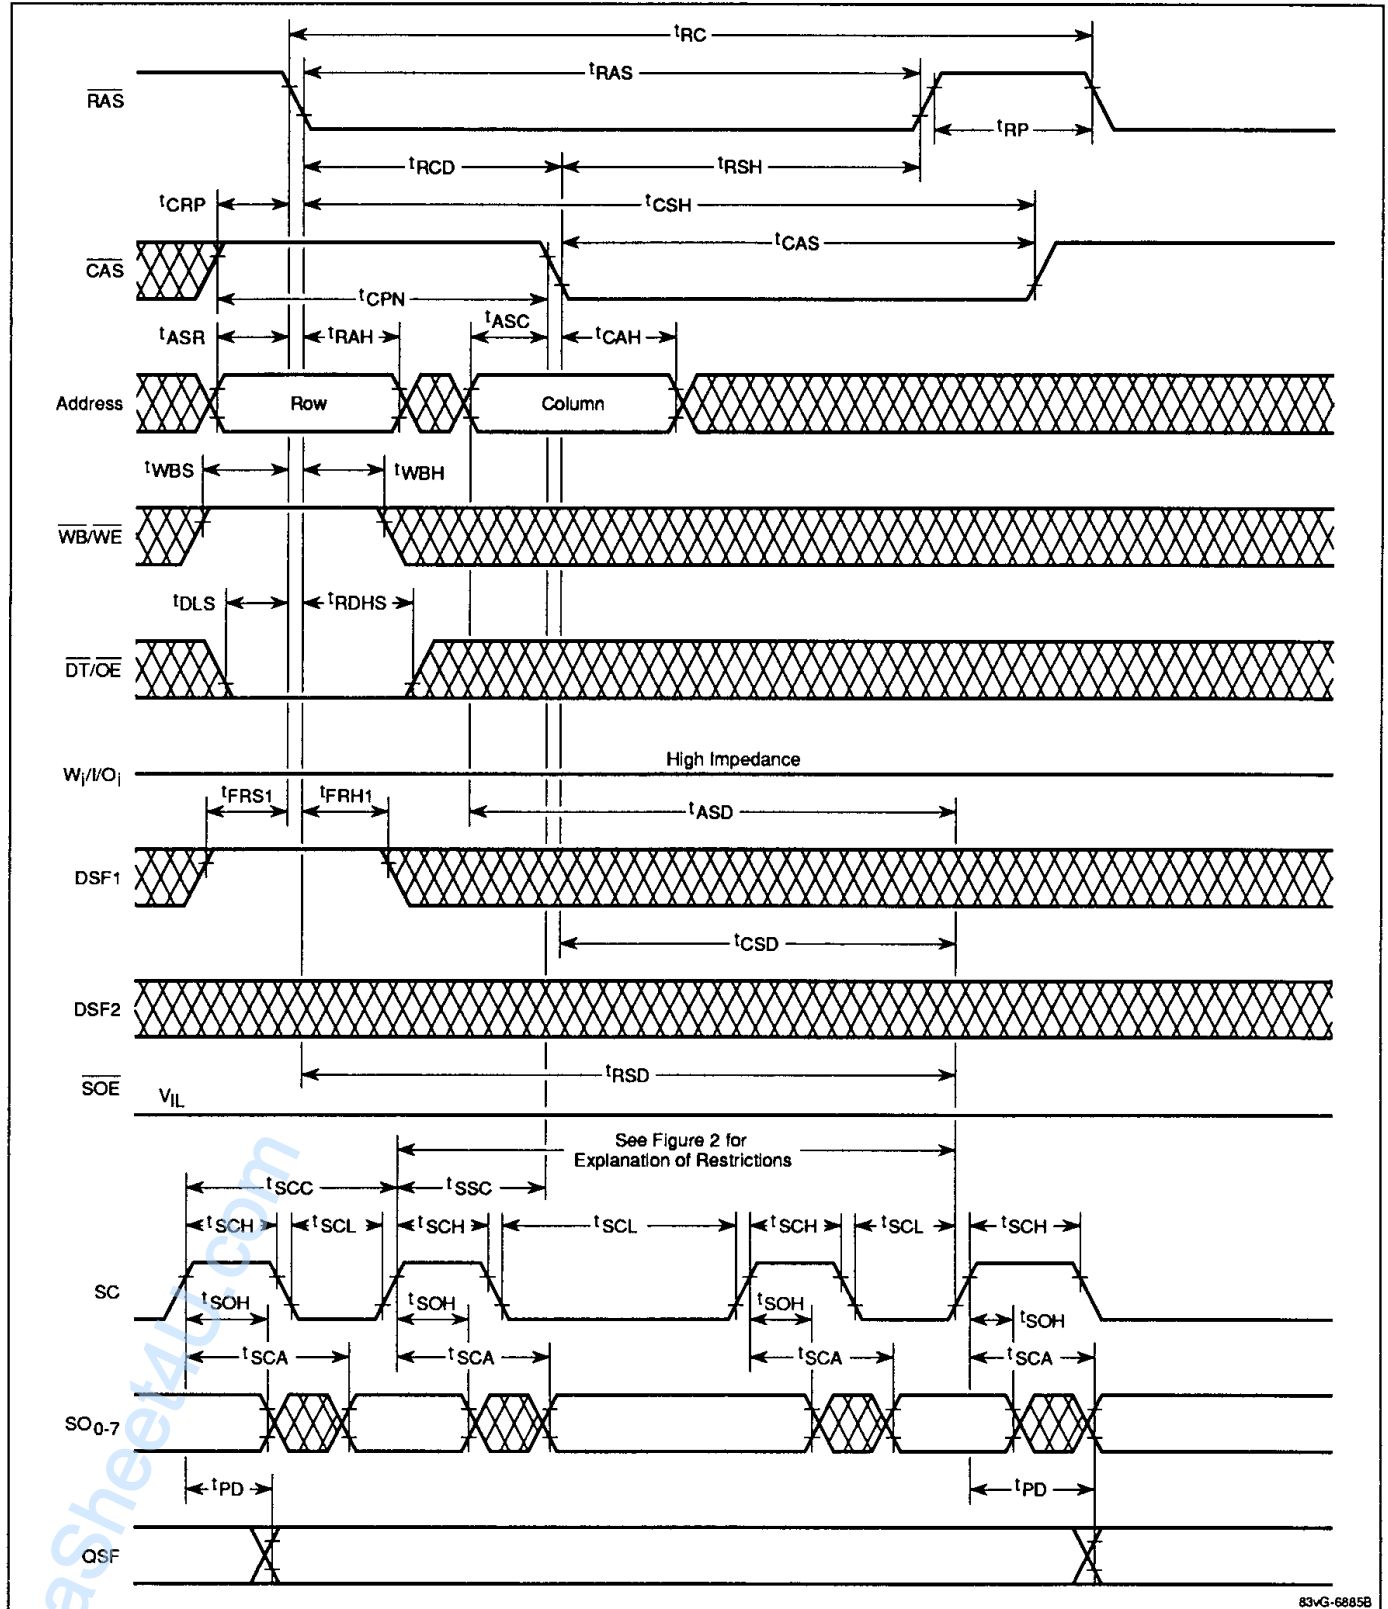 tRC
tRAS
RAS
tRP
tRCD
tRSH
tCRP
tCSH
tCAS
CAS
tCPN
tASC
tASR
tRAH
tCAH
Address
Row
Column
tWBS
tWBH
WB/WE
tDLS
tRDHS
DT/OE
High Impedance
Wi/I/Oi
tFRS1
tFRH1
tASD
DSF1
tCSD
DSF2
tRSD
SOE
VIL
See Figure 2 for
Explanation of Restrictions
tSCC
tSSC
tSCH
tSCL
tSCH
tSCL
tSCH
tSCL
tSCH
SC
tSOH
tSOH
tSOH
tSOH
tSCA
tSCA
tSCA
tSCA
SO0-7
tPD
tPD
QSF
83vG-6885B
aSheet4U.com